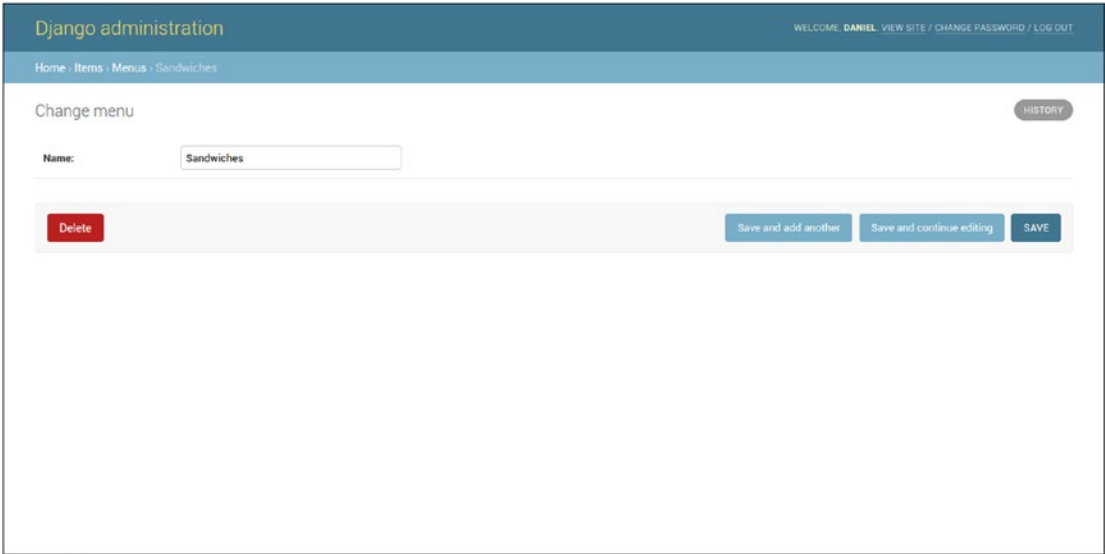 Django administration
WELCOME, DANIEL. VIEW SITE / CHANGE PASSWORD / LOG OUT
Home › Items › Menus › Sandwiches
Change menu
HISTORY
Name:
Sandwiches
Delete
Save and add another
Save and continue editing
SAVE